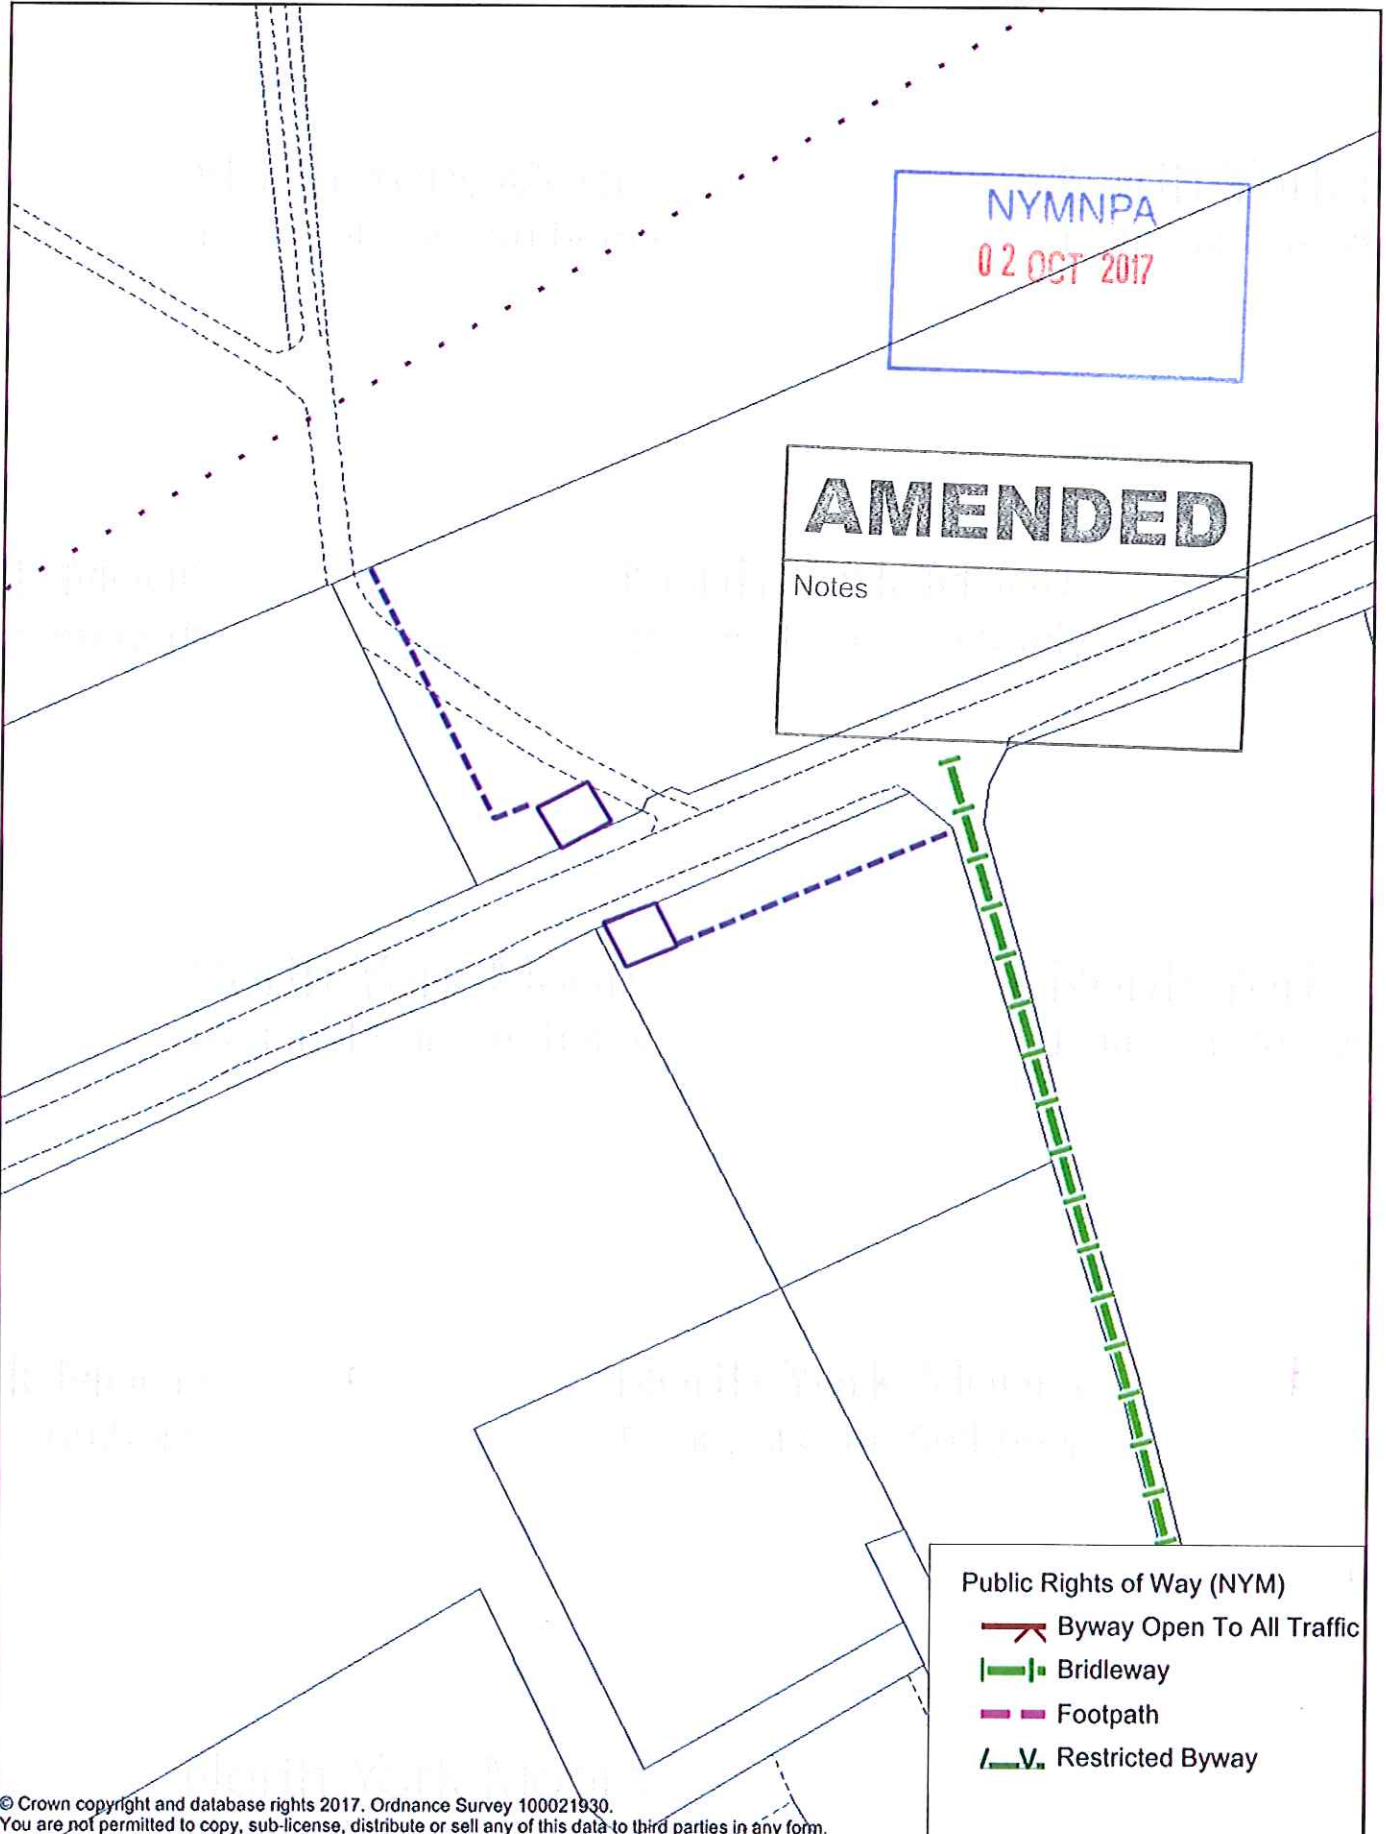 NYMNPA
02 OCT 2017
AMENDED
Notes
Public Rights of Way (NYM)
Byway Open To All Traffic
Bridleway
Footpath
Restricted Byway
© Crown copyright and database rights 2017. Ordnance Survey 100021930.
You are not permitted to copy, sub-license, distribute or sell any of this data to third parties in any form.